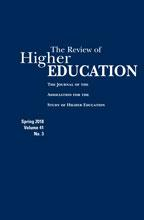 The Review of
Higher
EDUCATION
The Journal of the
Association for the
Study of Higher Education
Spring 2018
Volume 41
No. 3